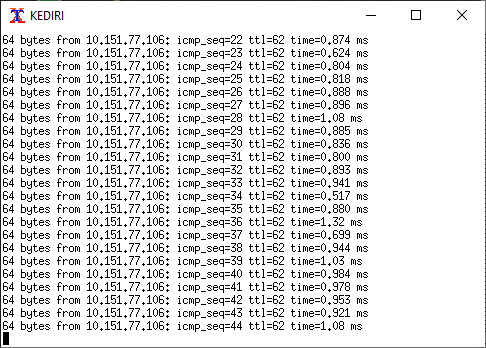 KEDIRI
64 bytes from 10.151.77.106: icmp_seq=22 ttl=62 time=0.874 ms
64 bytes from 10.151.77.106: icmp_seq=23 ttl=62 time=0.624 ms
64 bytes from 10.151.77.106: icmp_seq=24 ttl=62 time=0.804 ms
64 bytes from 10.151.77.106: icmp_seq=25 ttl=62 time=0.818 ms
64 bytes from 10.151.77.106: icmp_seq=26 ttl=62 time=0.888 ms
64 bytes from 10.151.77.106: icmp_seq=27 ttl=62 time=0.896 ms
64 bytes from 10.151.77.106: icmp_seq=28 ttl=62 time=1.08 ms
64 bytes from 10.151.77.106: icmp_seq=29 ttl=62 time=0.885 ms
64 bytes from 10.151.77.106: icmp_seq=30 ttl=62 time=0.836 ms
64 bytes from 10.151.77.106: icmp_seq=31 ttl=62 time=0.800 ms
64 bytes from 10.151.77.106: icmp_seq=32 ttl=62 time=0.893 ms
64 bytes from 10.151.77.106: icmp_seq=33 ttl=62 time=0.941 ms
64 bytes from 10.151.77.106: icmp_seq=34 ttl=62 time=0.517 ms
64 bytes from 10.151.77.106: icmp_seq=35 ttl=62 time=0.880 ms
64 bytes from 10.151.77.106: icmp_seq=36 ttl=62 time=1.32 ms
64 bytes from 10.151.77.106: icmp_seq=37 ttl=62 time=0.699 ms
64 bytes from 10.151.77.106: icmp_seq=38 ttl=62 time=0.944 ms
64 bytes from 10.151.77.106: icmp_seq=39 ttl=62 time=1.03 ms
64 bytes from 10.151.77.106: icmp_seq=40 ttl=62 time=0.984 ms
64 bytes from 10.151.77.106: icmp_seq=41 ttl=62 time=0.978 ms
64 bytes from 10.151.77.106: icmp_seq=42 ttl=62 time=0.953 ms
64 bytes from 10.151.77.106: icmp_seq=43 ttl=62 time=0.921 ms
64 bytes from 10.151.77.106: icmp_seq=44 ttl=62 time=1.08 ms